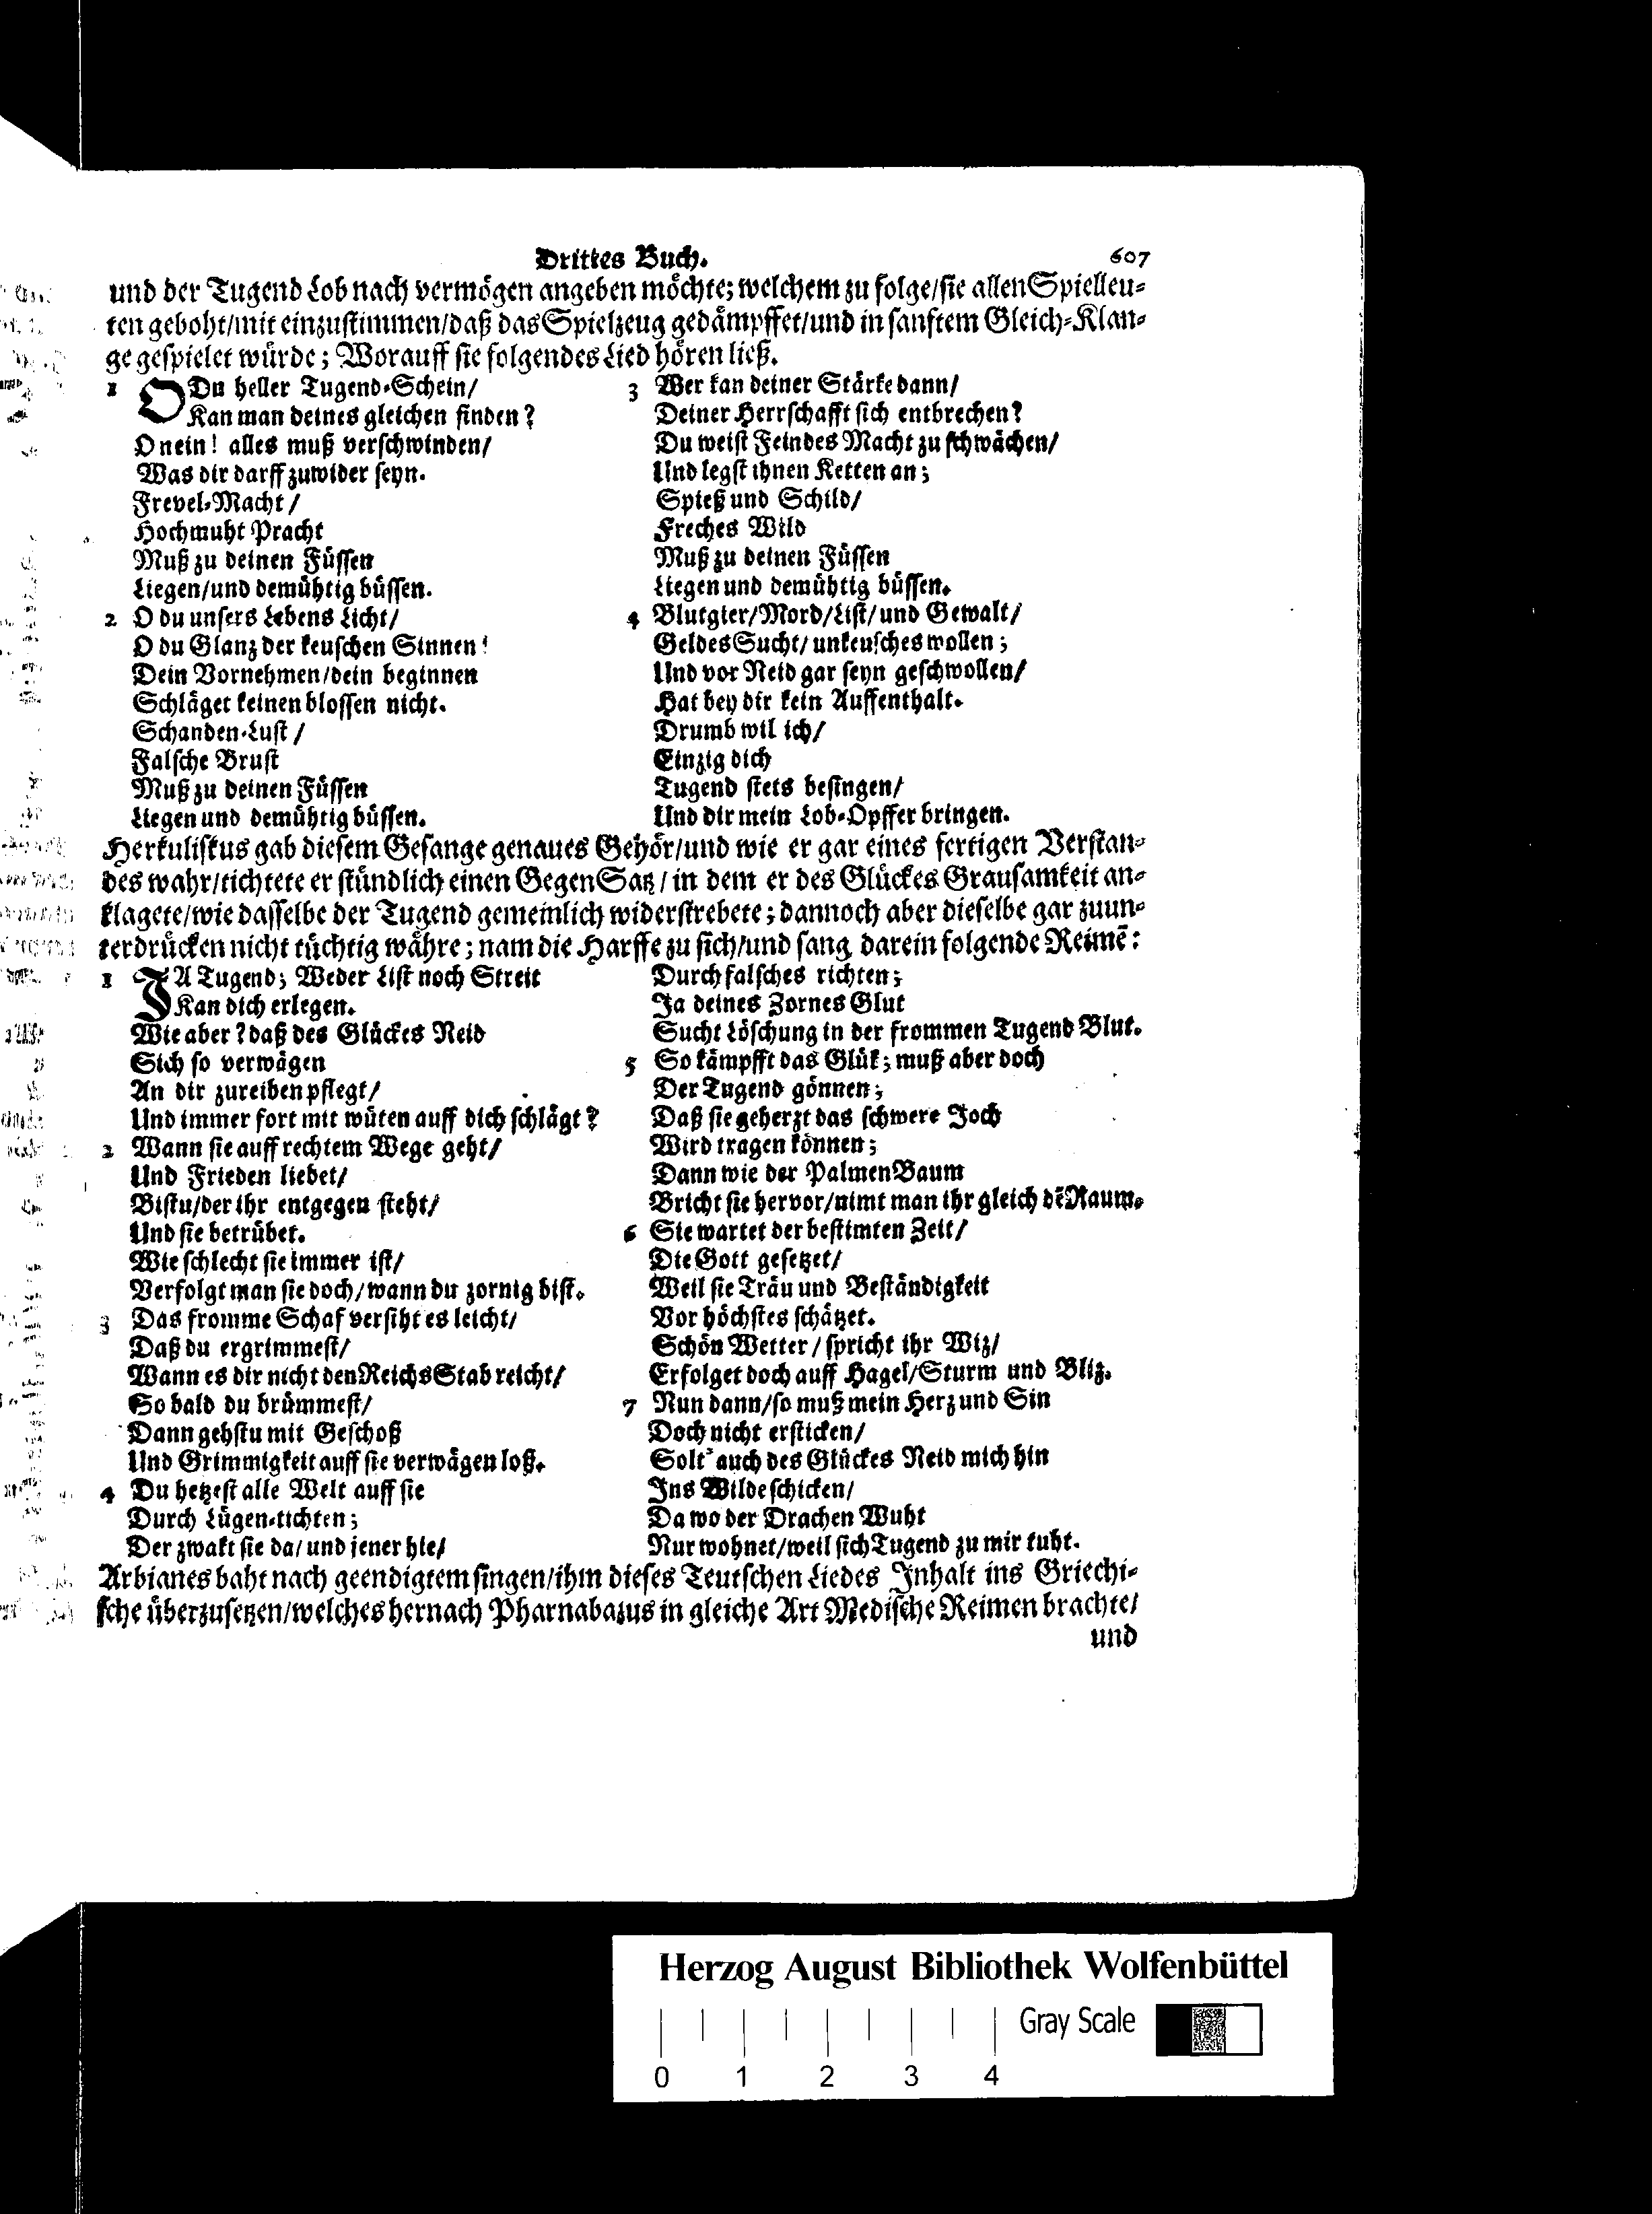 Drittes Buch. 607
und der Tugend Lob nach vermögen angeben möchte; welchem zu folge/sie allen Spielleu-
ten geboht/mit einzustimmen/daß das Spielzeug gedämpffet/und in sanftem Gleich-Klan-
ge gespielet würde; Worauff sie folgendes Lied hören ließ.
1 O Du heller Tugend-Schein/
Kan man deines gleichen finden?
O nein! alles muß verschwinden/
Was dir darff zuwider seyn.
Frevel-Macht/
Hochmuht Pracht
Muß zu deinen Füssen
Liegen/und demühtig büssen.
2 O du unsers Lebens Licht/
O du Glanz der keuschen Sinnen!
Dein Vornehmen/dein beginnen
Schläget keinen blossen nicht.
Schanden-Lust/
Falsche Brust
Muß zu deinen Füssen
Liegen und demühtig büssen.
3 Wer kan deiner Stärke dann/
Deiner Herrschafft sich entbrechen?
Du weist Feindes Macht zu schwächen/
Und legst ihnen Ketten an;
Spieß und Schild/
Freches Wild
Muß zu deinen Füssen
Liegen und demühtig büssen.
4 Blutgier/Mord/List/und Gewalt/
Geldes Sucht/unkeusches wollen;
Und vor Neid gar seyn geschwollen/
Hat bey dir kein Auffenthalt.
Drumb wil ich/
Einzig dich
Tugend stets besingen/
Und dir mein Lob-Opffer bringen.
Herkuliskus gab diesem Gesange genaues Gehör/und wie er gar eines fertigen Verstan-
des wahr/tichtete er stündlich einen Gegen Satz/in dem er des Glückes Grausamkeit an-
klagete/wie dasselbe der Tugend gemeinlich widerstrebete; dannoch aber dieselbe gar zuun-
terdrücken nicht tüchtig währe; nam die Harffe zu sich/und sang darein folgende Reimē:
1 JA Tugend; Weder List noch Streit
Kan dich erlegen.
Wie aber? daß des Glückes Neid
Sich so verwägen
An dir zureiben pflegt/
Und immer fort mit wüten auff dich schlägt?
2 Wann sie auff rechtem Wege geht/
Und Frieden liebet/
Bistu/der ihr entgegen steht/
Und sie betrübet.
Wie schlecht sie immer ist/
Verfolgt man sie doch/wann du zornig bist.
3 Das fromme Schaf versiht es leicht/
Daß du ergrimmest/
Wann es dir nicht den ReichsStab reicht/
So bald du brümmest/
Dann gehstu mit Geschoß
Und Grimmigkeit auff sie verwägen loß.
4 Du hetzest alle Welt auff sie
Durch Lügen-tichten;
Der zwakt sie da/und jener hie/
Durch falsches richten;
Ja deines Zornes Glut
Sucht Löschung in der frommen Tugend Blut.
5 So kämpfft das Glük; muß aber doch
Der Tugend gönnen;
Daß sie geherzt das schwere Joch
Wird tragen können;
Dann wie der PalmenBaum
Bricht sie hervor/nimt man ihr gleich dē Raum.
6 Sie wartet der bestimten Zeit/
Die Gott gesetzet/
Weil sie Träu und Beständigkeit
Vor höchstes schätzet.
Schön Wetter/spricht ihr Wiz/
Erfolget doch auff Hagel/Sturm und Bliz.
7 Nun dann/so muß mein Herz und Sin
Doch nicht ersticken/
Solt' auch des Glückes Neid mich hin
Ins Wilde schicken/
Da wo der Drachen Wuht
Nur wohnet/weil sich Tugend zu mir tuht.
Arbianes baht nach geendigtem singen/ihm dieses Teutschen Liedes Inhalt ins Griechi-
sche überzusetzen/welches hernach Pharnabazus in gleiche Art Medische Reimen brachte/
und
Herzog August Bibliothek Wolfenbüttel
Gray Scale
0 1 2 3 4